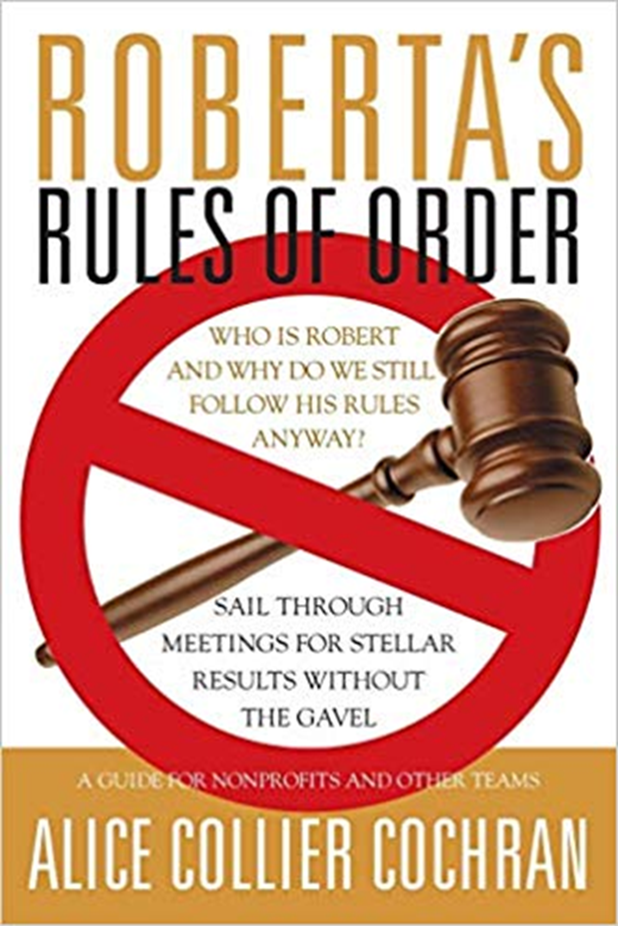 ROBERTA'S
RULES OF ORDER
WHO IS ROBERT
AND WHY DO WE STILL
FOLLOW HIS RULES
ANYWAY?
SAIL THROUGH
MEETINGS FOR STELLAR
RESULTS WITHOUT
THE GAVEL
A GUIDE FOR NONPROFITS AND OTHER TEAMS
ALICE COLLIER COCHRAN